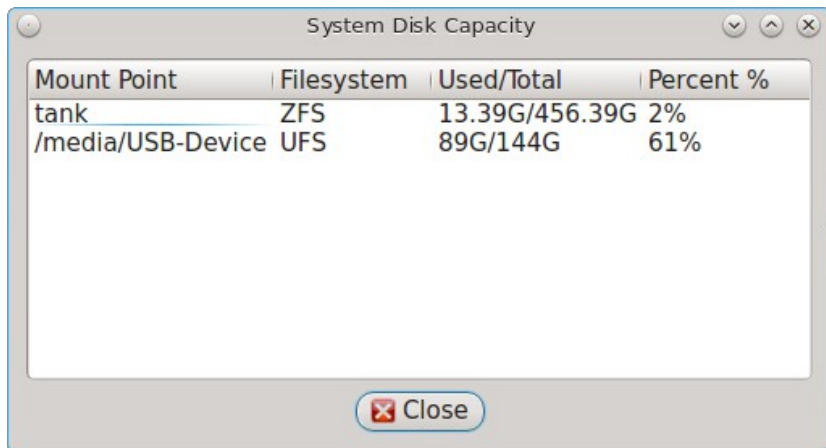 System Disk Capacity
Mount Point Filesystem Used/Total Percent %
tank ZFS 13.39G/456.39G 2%
/media/USB-Device UFS 89G/144G 61%
Close